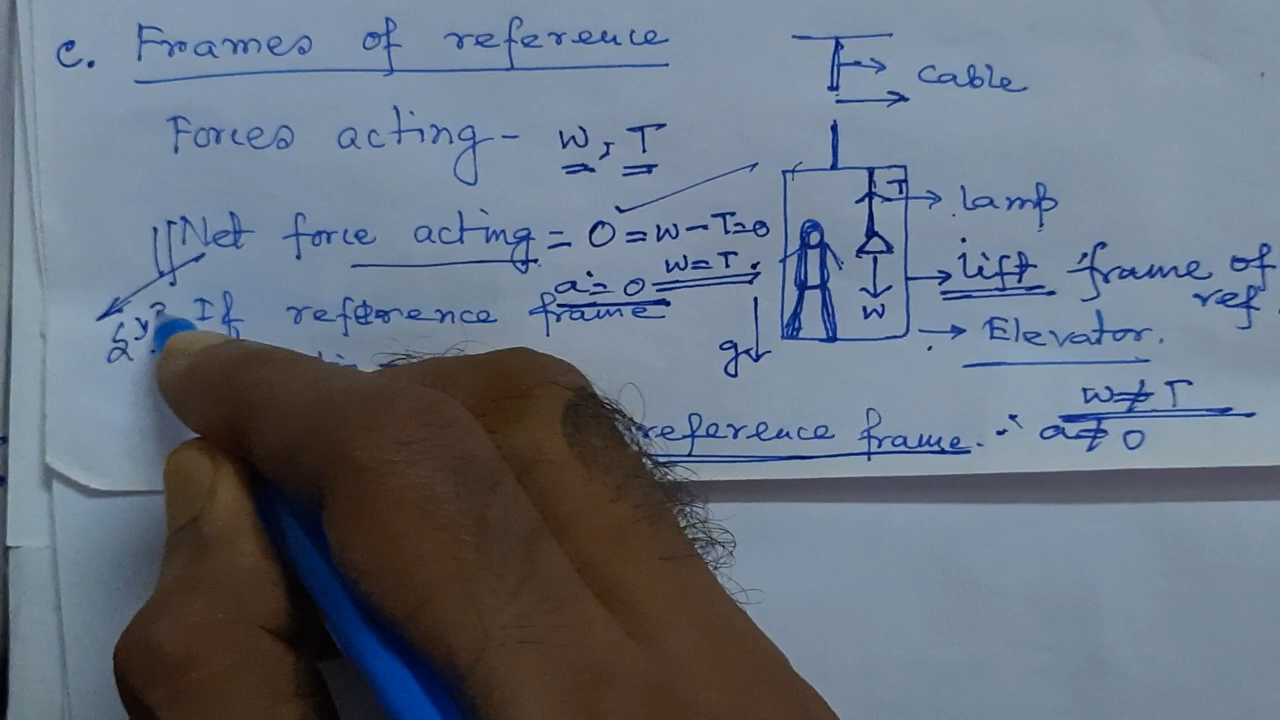 c. Frames of reference
Cable
Forces acting - W, T
T
Lamp
Net force acting = 0 = W - T = 0
a = 0 W = T.
lift frame of
ref.
W
If reference frame
g
Elevator.
W ≠ T
reference frame. ∵ a ≠ 0